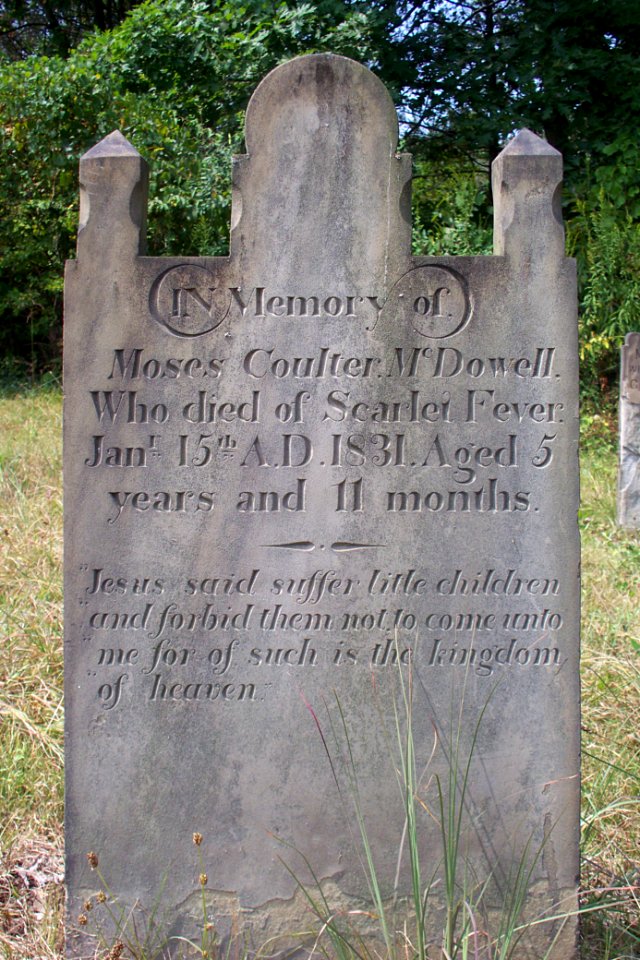 IN Memory of.
Moses Coulter. McDowell.
Who died of Scarlet Fever.
Jany 15th A.D. 1831. Aged 5
years and 11 months.
"Jesus said suffer little children
"and forbid them not, to come unto
"me for of such is the kingdom
"of heaven."